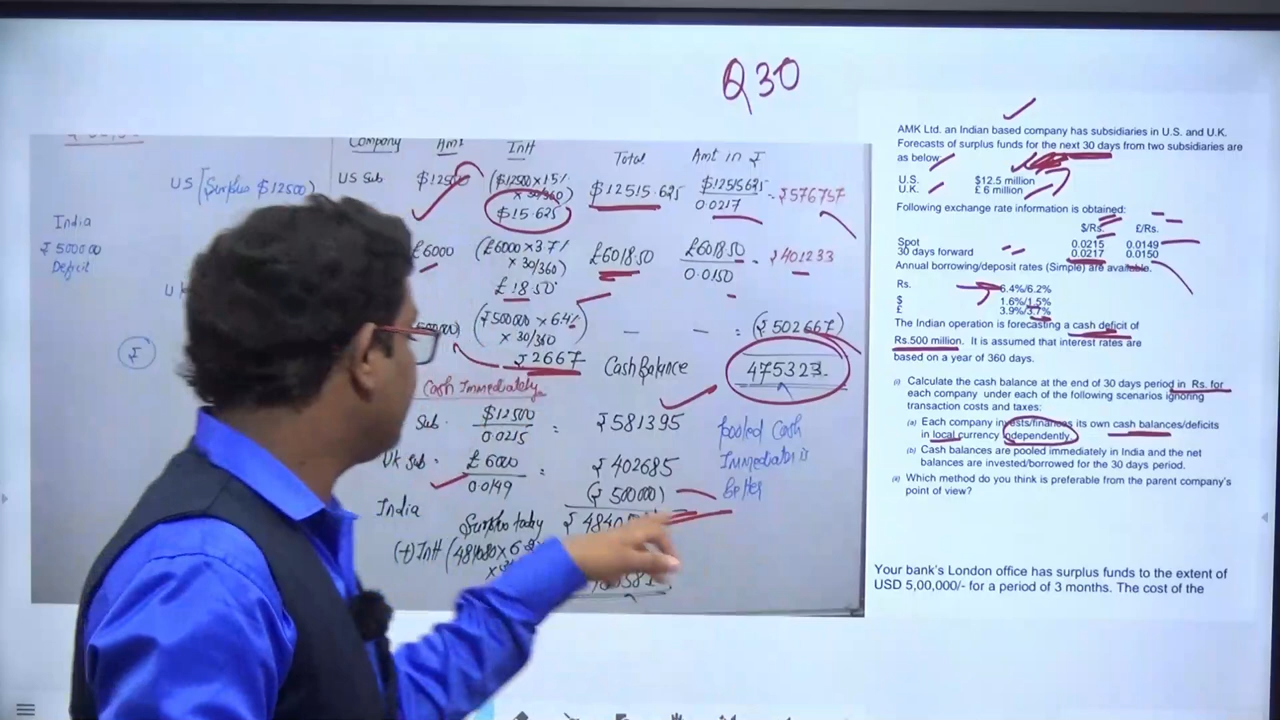 Q30
Company Amt Intt Total Amt in ₹
US [Surplus $12500)
US Sub $12500 ($12500x15% x30/360) $15.625 $12515.625 $12515625/0.0217 = ₹576757
India
₹500000
Deficit
£6000 (£6000x3.7% x30/360) £18.50 £6018.50 £6018.50/0.0150 = ₹401233
(₹500000 x 6.4% x30/360) ₹2667 — — : (₹502667)
₹
Cash Balance 475323
Cash Immediately
Sub. $12500/0.0215 = ₹581395
UK Sub = £6000/0.0149 = ₹402685
India (₹500000)
Surplus today
(+) Intt
Pooled Cash
Immediately is
Better
AMK Ltd. an Indian based company has subsidiaries in U.S. and U.K.
Forecasts of surplus funds for the next 30 days from two subsidiaries are
as below
U.S. $12.5 million
U.K. £ 6 million
Following exchange rate information is obtained:
$/Rs. £/Rs.
Spot 0.0215 0.0149
30 days forward 0.0217 0.0150
Annual borrowing/deposit rates (Simple) are available.
Rs. 6.4%/6.2%
$ 1.6%/1.5%
£ 3.9%/3.7%
The Indian operation is forecasting a cash deficit of
Rs.500 million. It is assumed that interest rates are
based on a year of 360 days.
(i) Calculate the cash balance at the end of 30 days period in Rs. for
each company under each of the following scenarios ignoring
transaction costs and taxes:
(a) Each company invests/finances its own cash balances/deficits
in local currency independently.
(b) Cash balances are pooled immediately in India and the net
balances are invested/borrowed for the 30 days period.
Which method do you think is preferable from the parent company's
point of view?
Your bank's London office has surplus funds to the extent of
USD 5,00,000/- for a period of 3 months. The cost of the